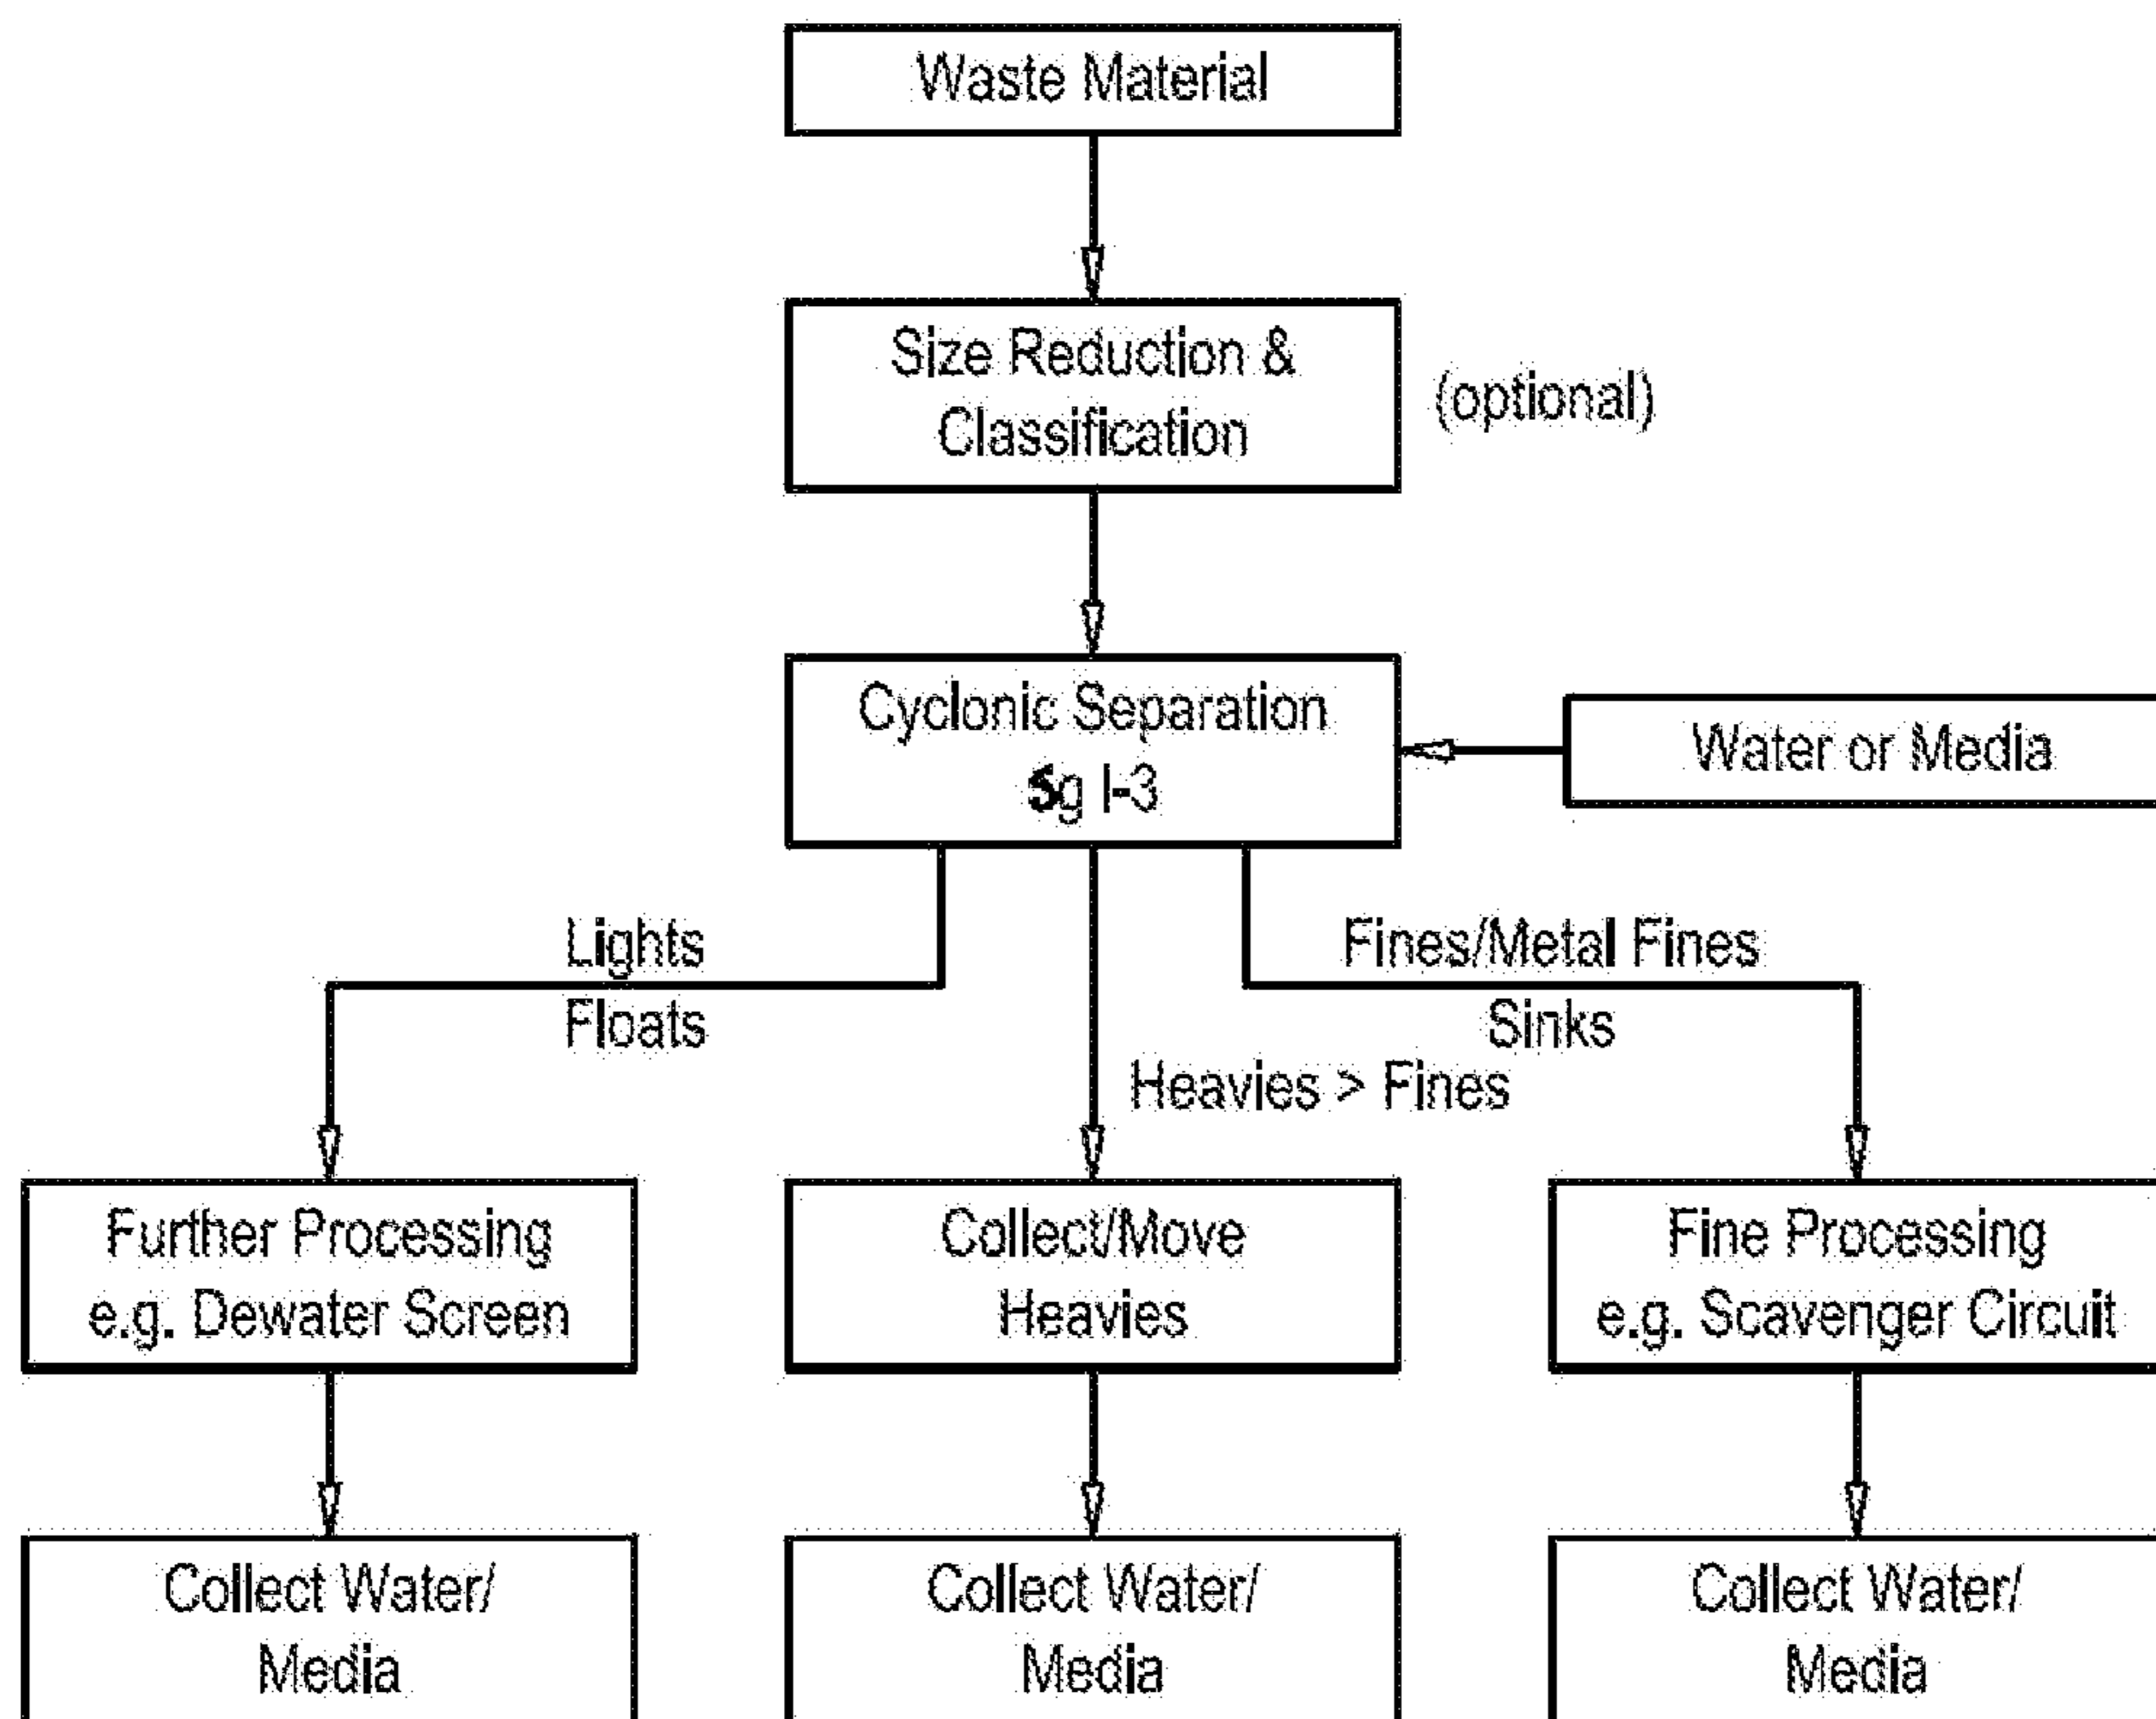 Waste Material
Size Reduction &
Classification
(optional)
Cyclonic Separation
Sg I-3
Water or Media
Lights
Floats
Fines/Metal Fines
Sinks
Heavies > Fines
Further Processing
e.g. Dewater Screen
Collect/Move
Heavies
Fine Processing
e.g. Scavenger Circuit
Collect Water/
Media
Collect Water/
Media
Collect Water/
Media